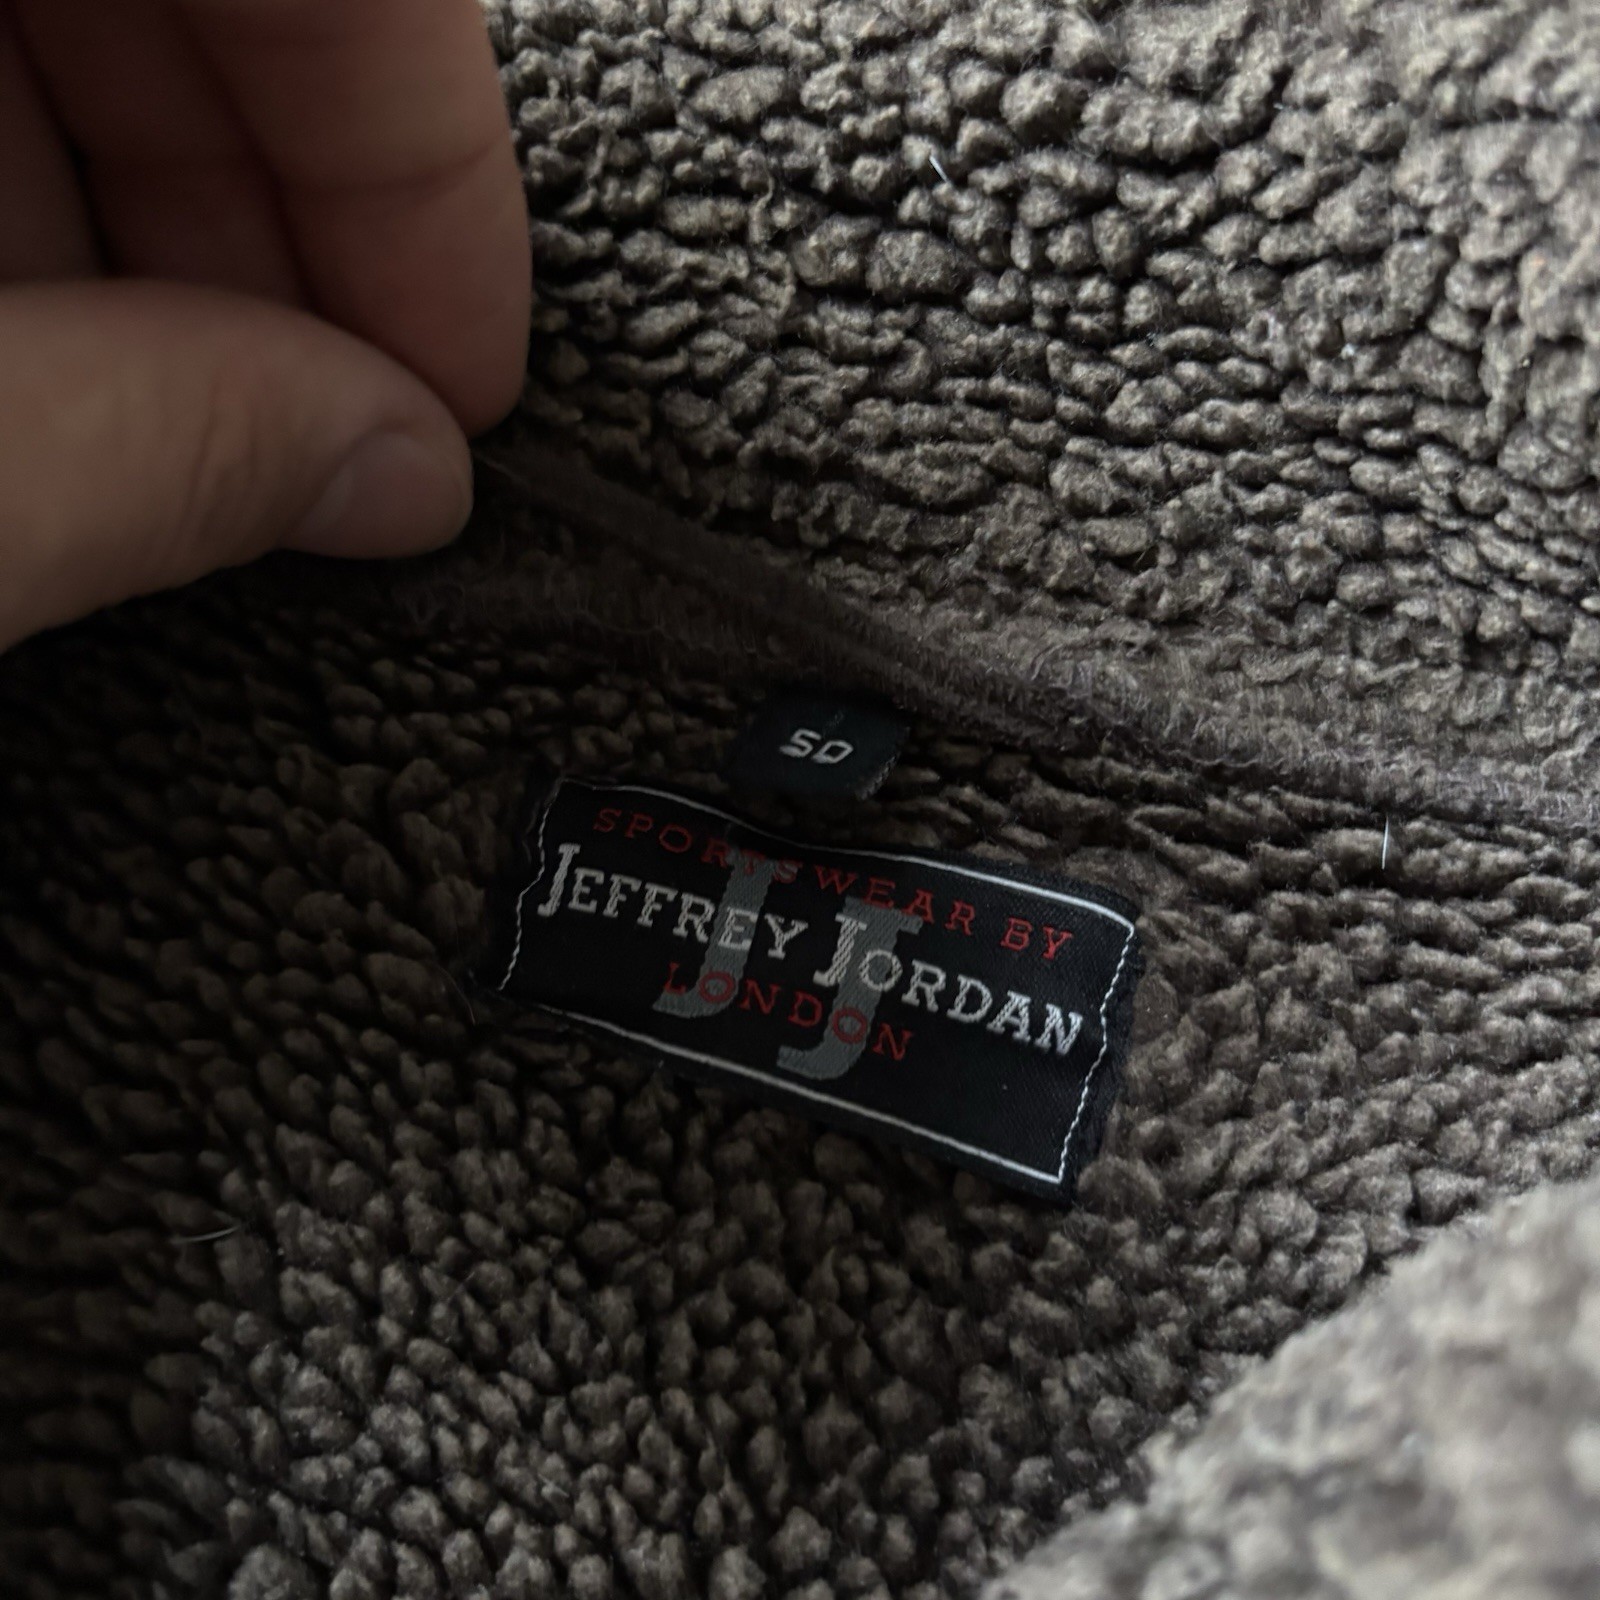 50
SPORTSWEAR BY
JEFFREY JORDAN
LONDON
JJ